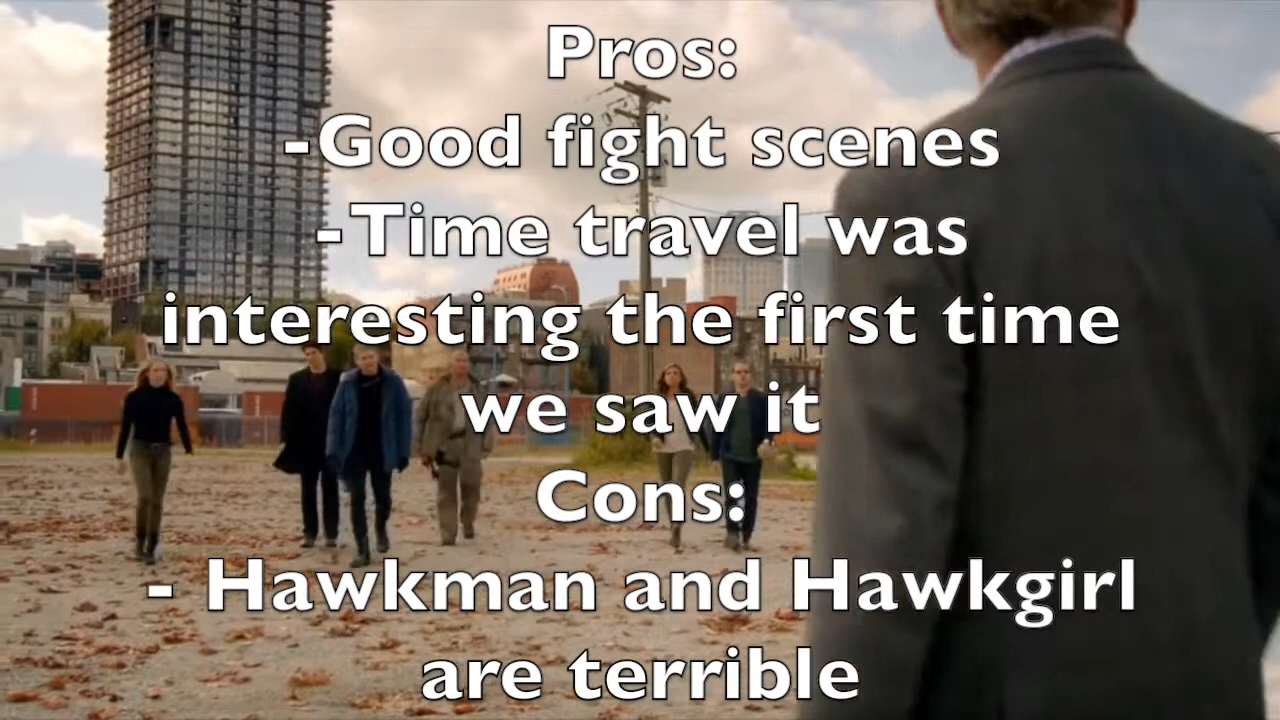 Pros:
-Good fight scenes
-Time travel was
interesting the first time
we saw it
Cons:
- Hawkman and Hawkgirl
are terrible